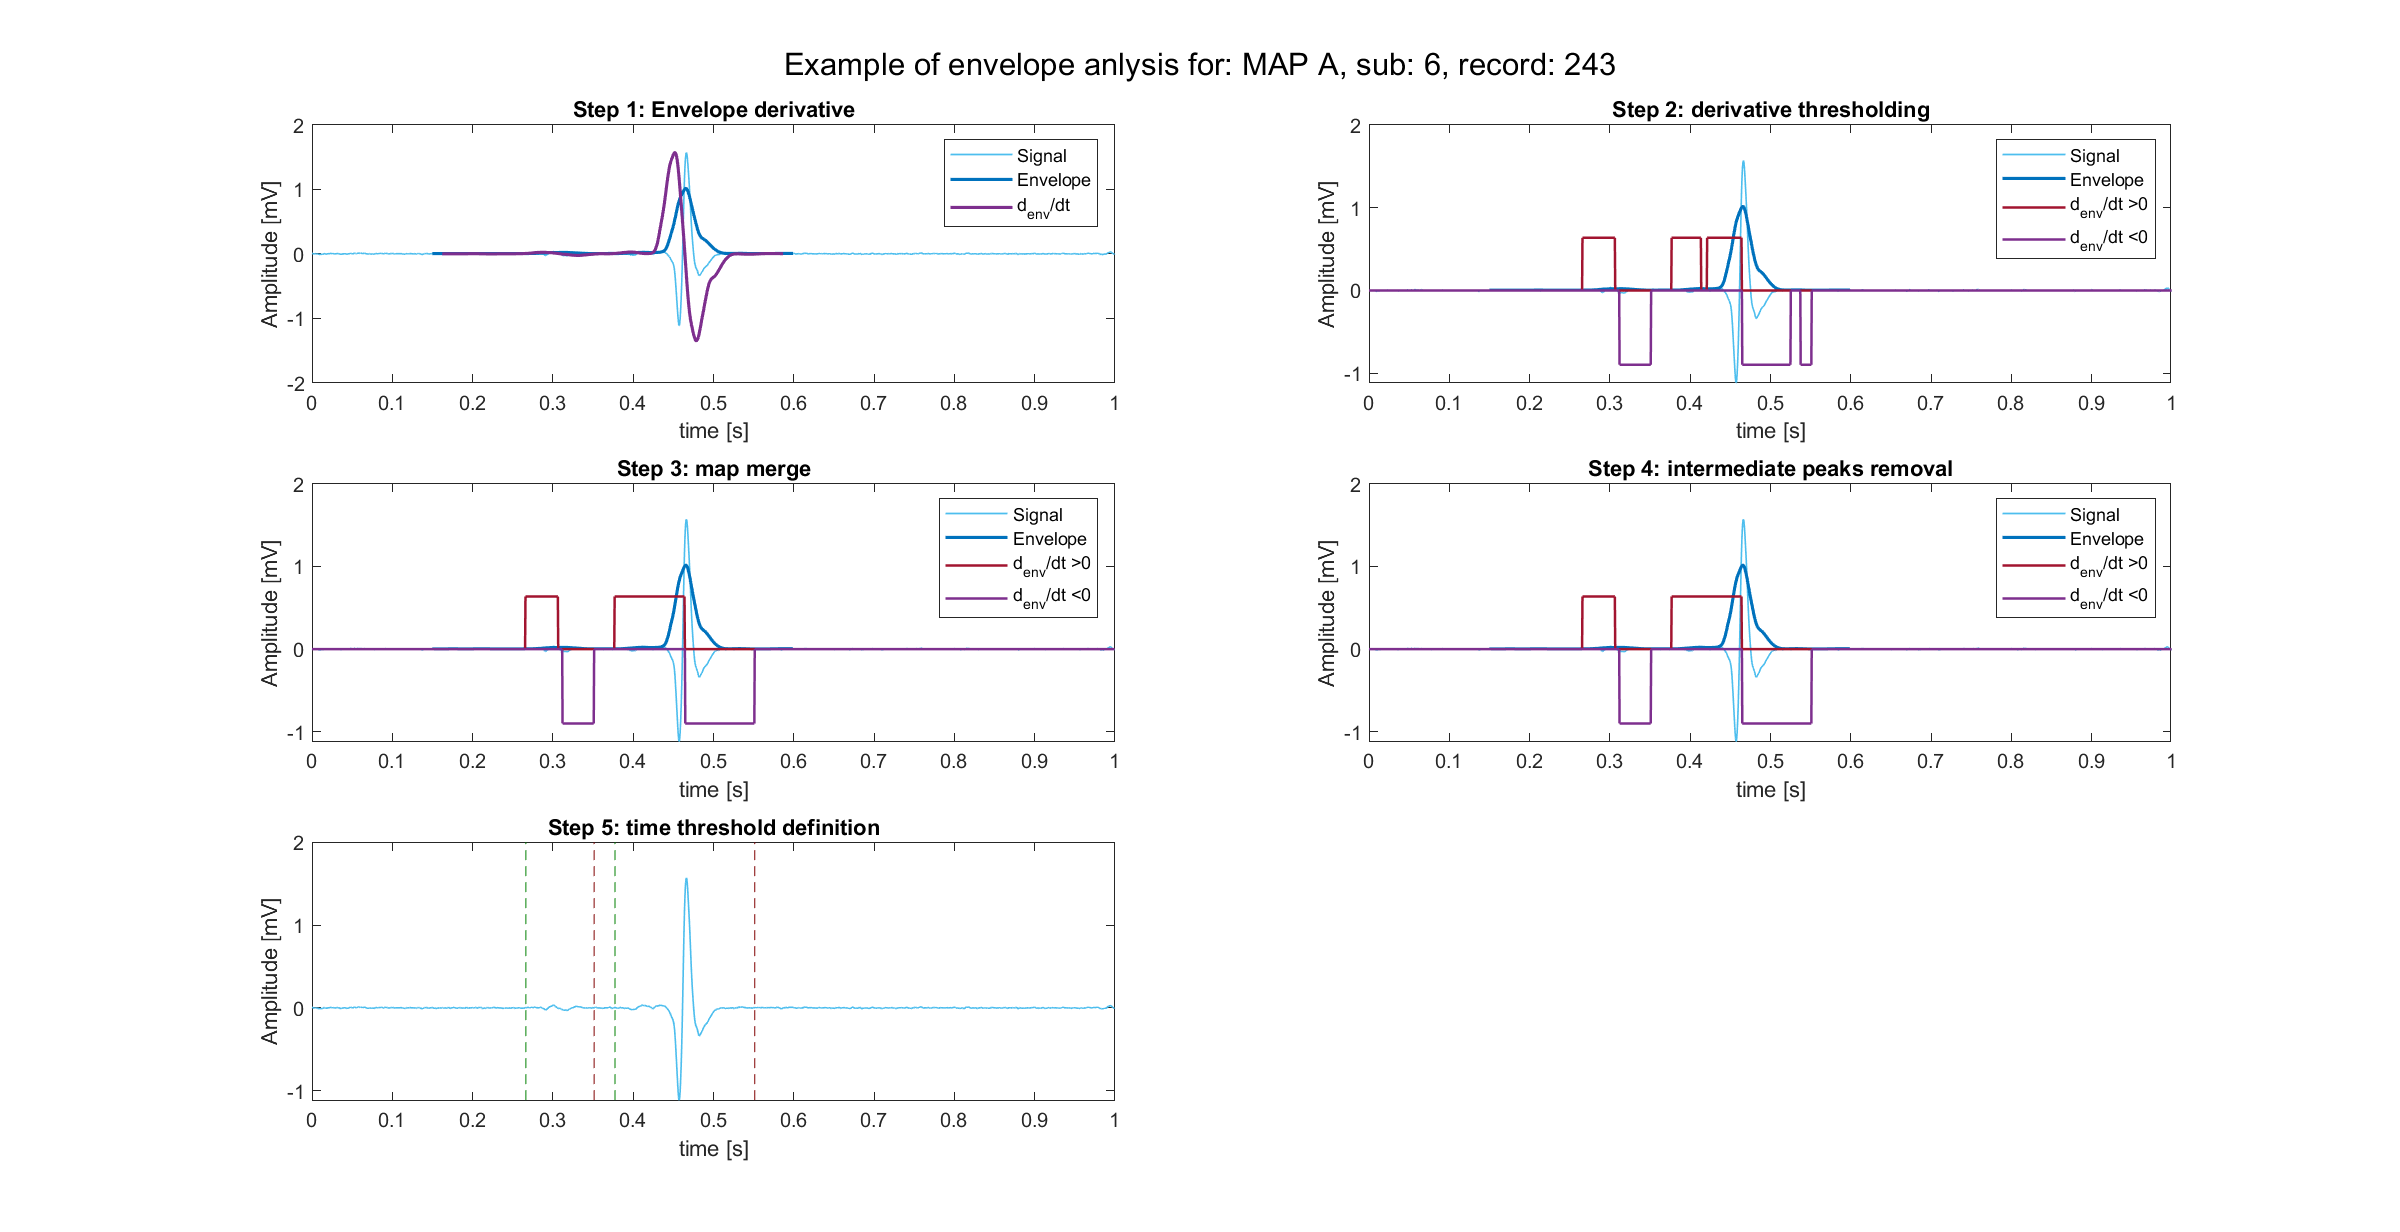 Example of envelope anlysis for: MAP A, sub: 6, record: 243
Step 1: Envelope derivative
2
1
0
-1
-2
Amplitude [mV]
0 0.1 0.2 0.3 0.4 0.5 0.6 0.7 0.8 0.9 1
time [s]
Signal
Envelope
d_env/dt
Step 2: derivative thresholding
2
1
0
-1
Amplitude [mV]
0 0.1 0.2 0.3 0.4 0.5 0.6 0.7 0.8 0.9 1
time [s]
Signal
Envelope
d_env/dt >0
d_env/dt <0
Step 3: map merge
2
1
0
-1
Amplitude [mV]
0 0.1 0.2 0.3 0.4 0.5 0.6 0.7 0.8 0.9 1
time [s]
Signal
Envelope
d_env/dt >0
d_env/dt <0
Step 4: intermediate peaks removal
2
1
0
-1
Amplitude [mV]
0 0.1 0.2 0.3 0.4 0.5 0.6 0.7 0.8 0.9 1
time [s]
Signal
Envelope
d_env/dt >0
d_env/dt <0
Step 5: time threshold definition
2
1
0
-1
Amplitude [mV]
0 0.1 0.2 0.3 0.4 0.5 0.6 0.7 0.8 0.9 1
time [s]